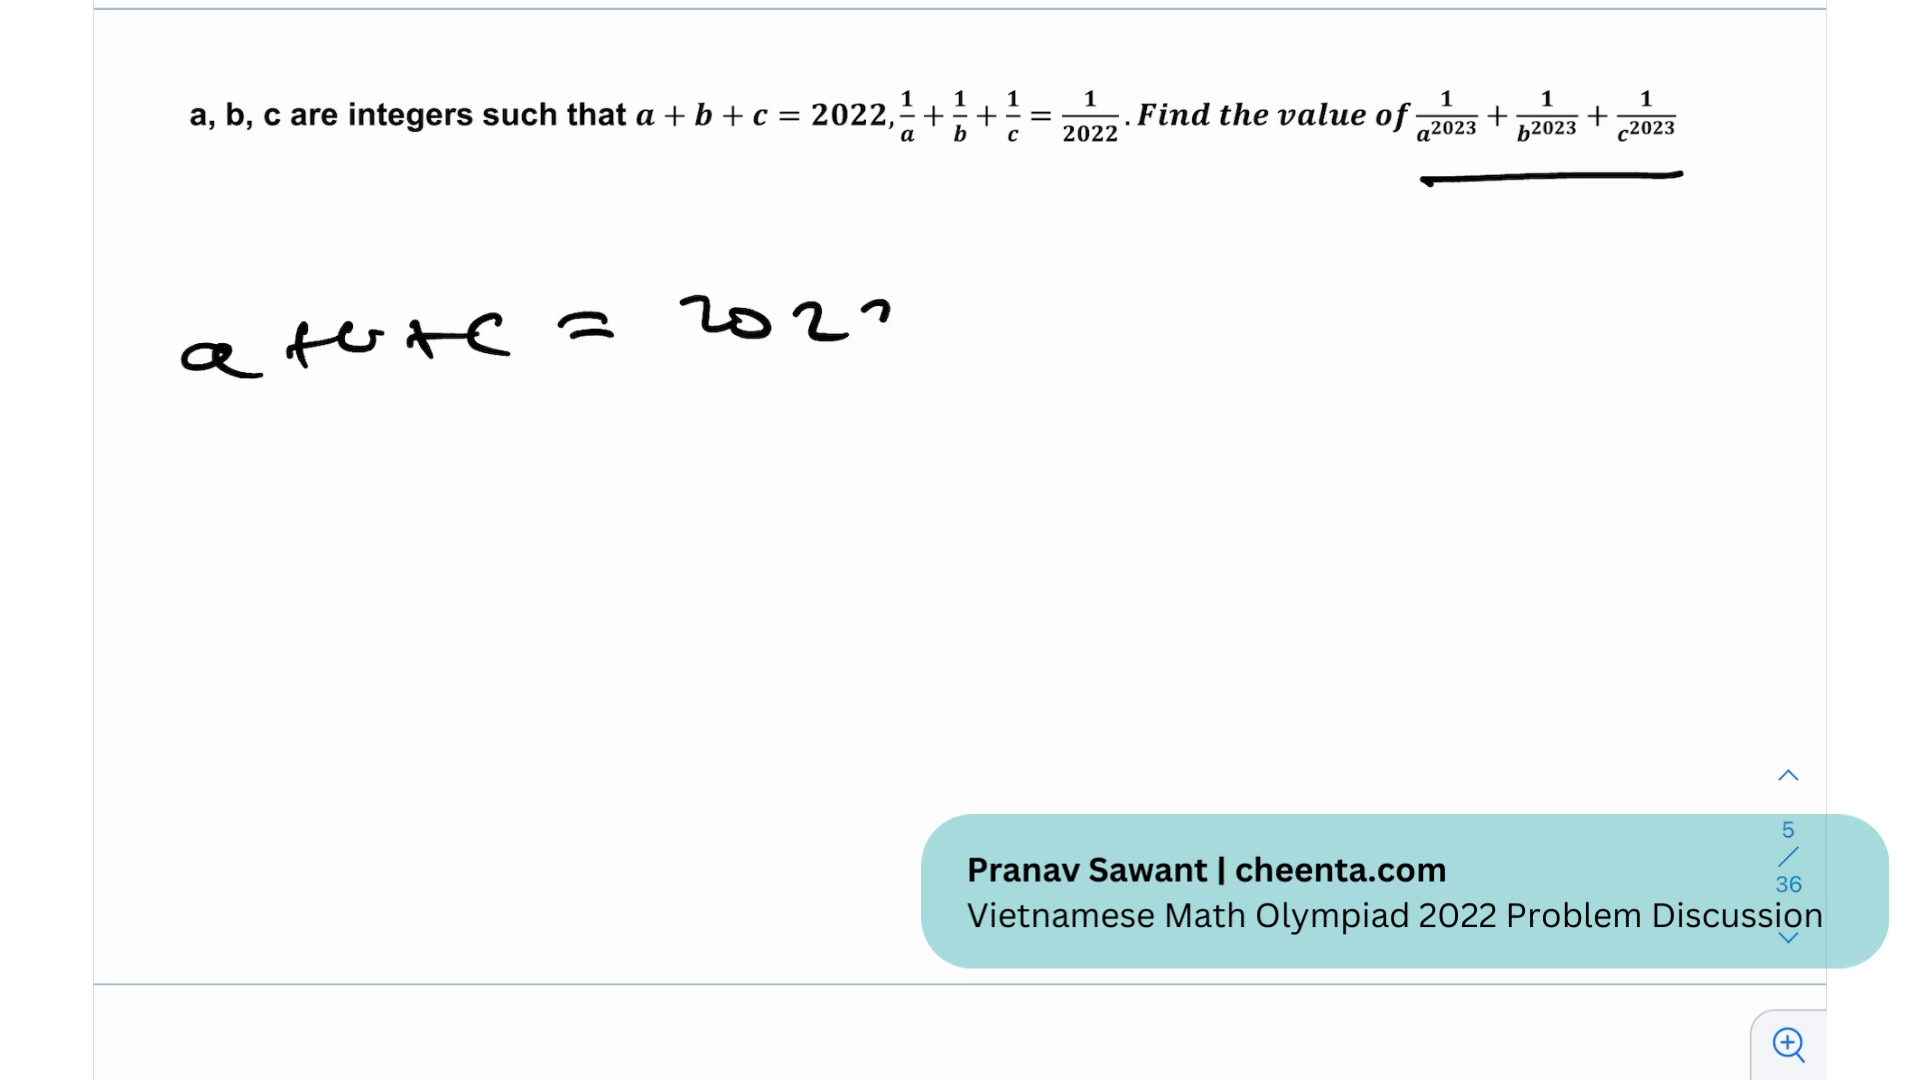 a, b, c are integers such that a + b + c = 2022, 1/a + 1/b + 1/c = 1/2022 . Find the value of 1/a^2023 + 1/b^2023 + 1/c^2023
a + b + c = 202
5
/
36
Pranav Sawant | cheenta.com
Vietnamese Math Olympiad 2022 Problem Discussion